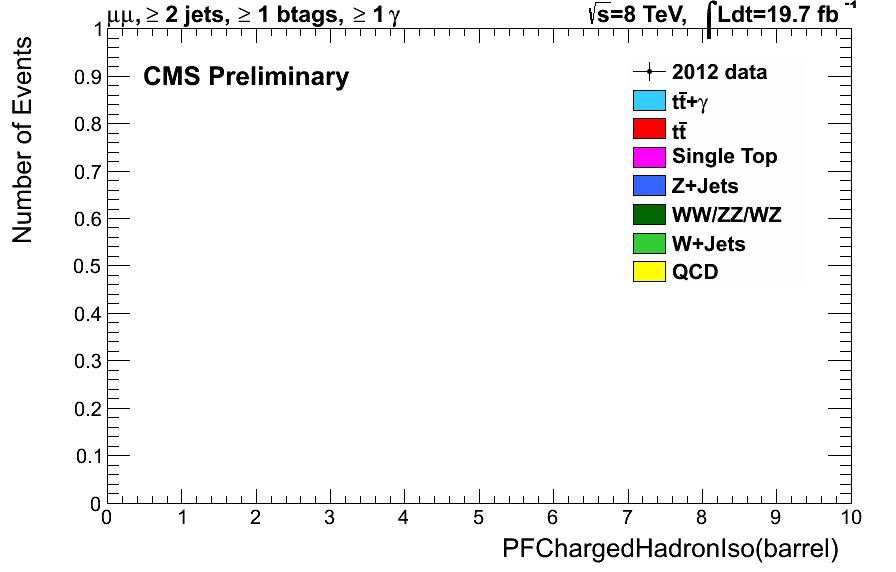 μμ, ≥ 2 jets, ≥ 1 btags, ≥ 1 γ
√s=8 TeV, ∫Ldt=19.7 fb⁻¹
Number of Events
CMS Preliminary
2012 data
tt̄+γ
tt̄
Single Top
Z+Jets
WW/ZZ/WZ
W+Jets
QCD
1
0.9
0.8
0.7
0.6
0.5
0.4
0.3
0.2
0.1
0
0 1 2 3 4 5 6 7 8 9 10
PFChargedHadronIso(barrel)